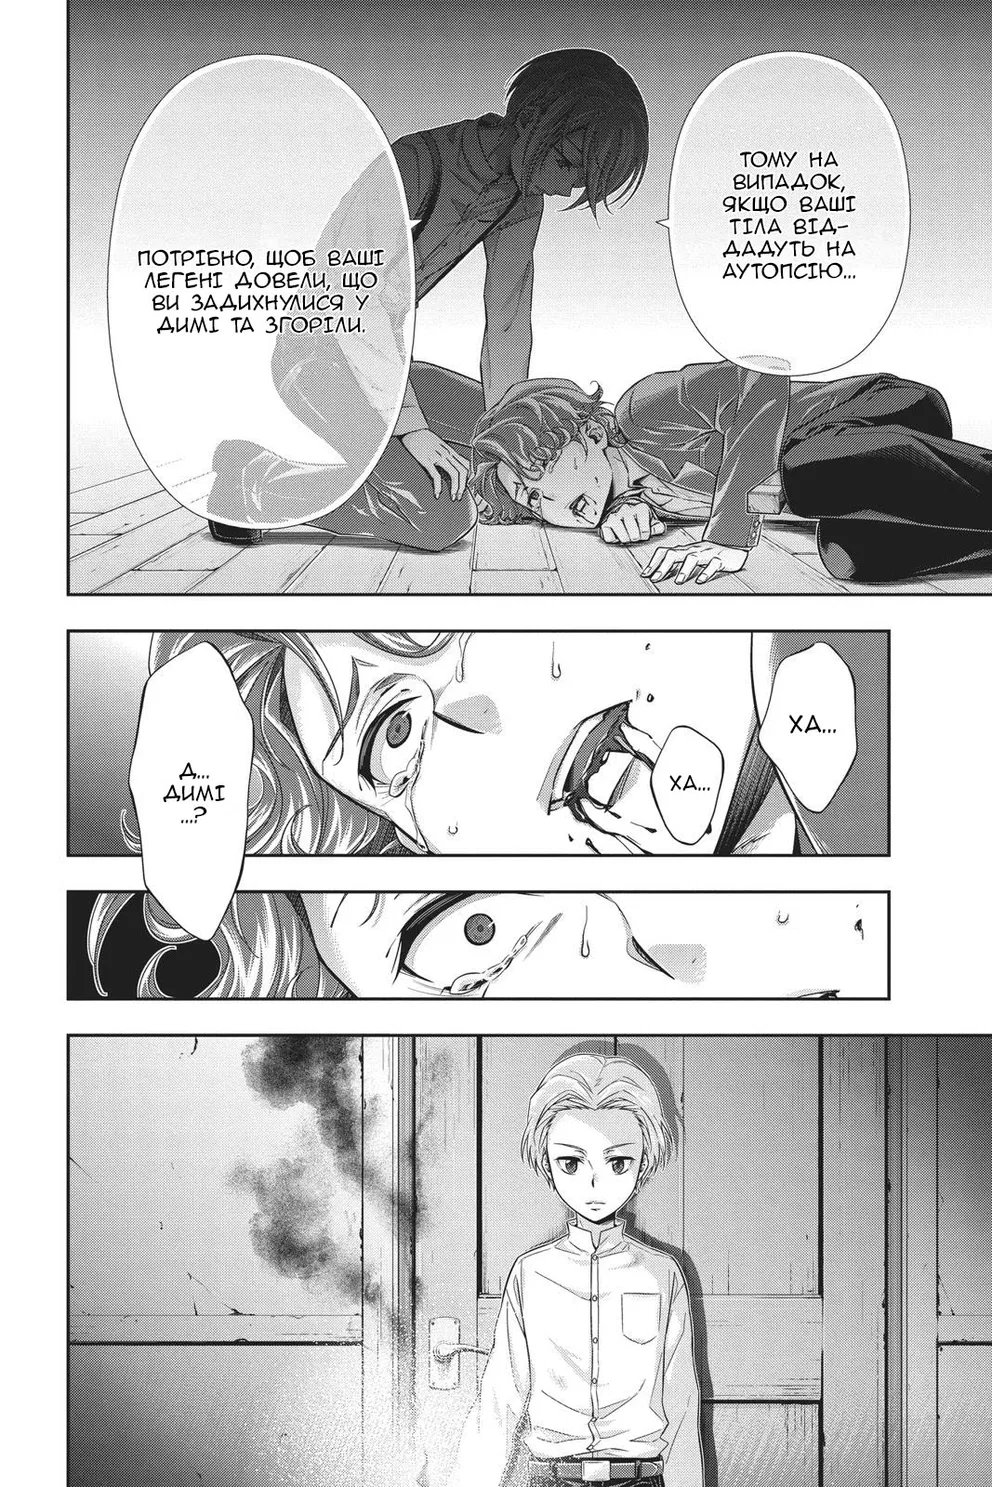 ТОМУ НА
ВИПАДОК,
ЯКЩО ВАШІ
ТІЛА ВІД-
ДАДУТЬ НА
АУТОПСІЮ...
ПОТРІБНО, ЩОБ ВАШІ
ЛЕГЕНІ ДОВЕЛИ, ЩО
ВИ ЗАДИХНУЛИСЯ У
ДИМІ ТА ЗГОРІЛИ.
ХА...
ХА...
Д...
ДИМІ
....?